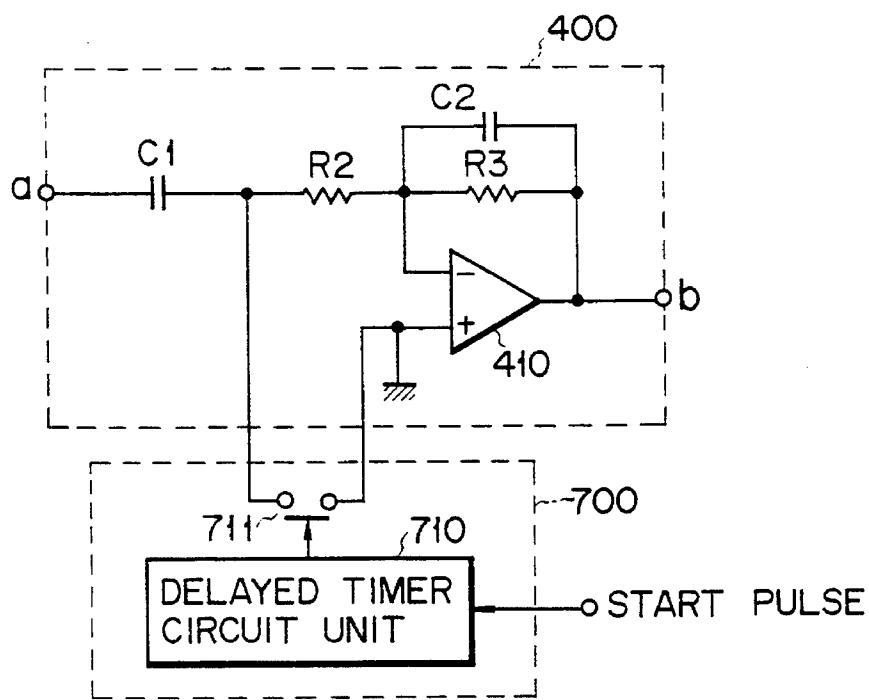 400
C2
C1
R2
R3
a
−
b
+
410
700
711
710
DELAYED TIMER
CIRCUIT UNIT
START PULSE